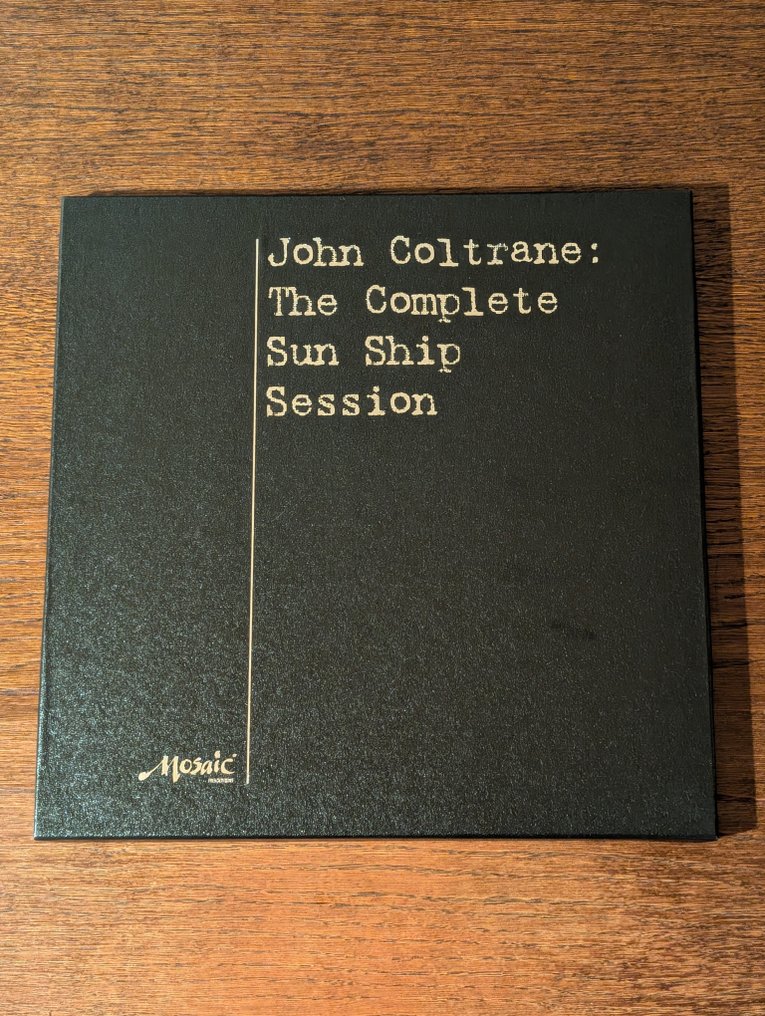 John Coltrane:
The Complete
Sun Ship
Session
Mosaic